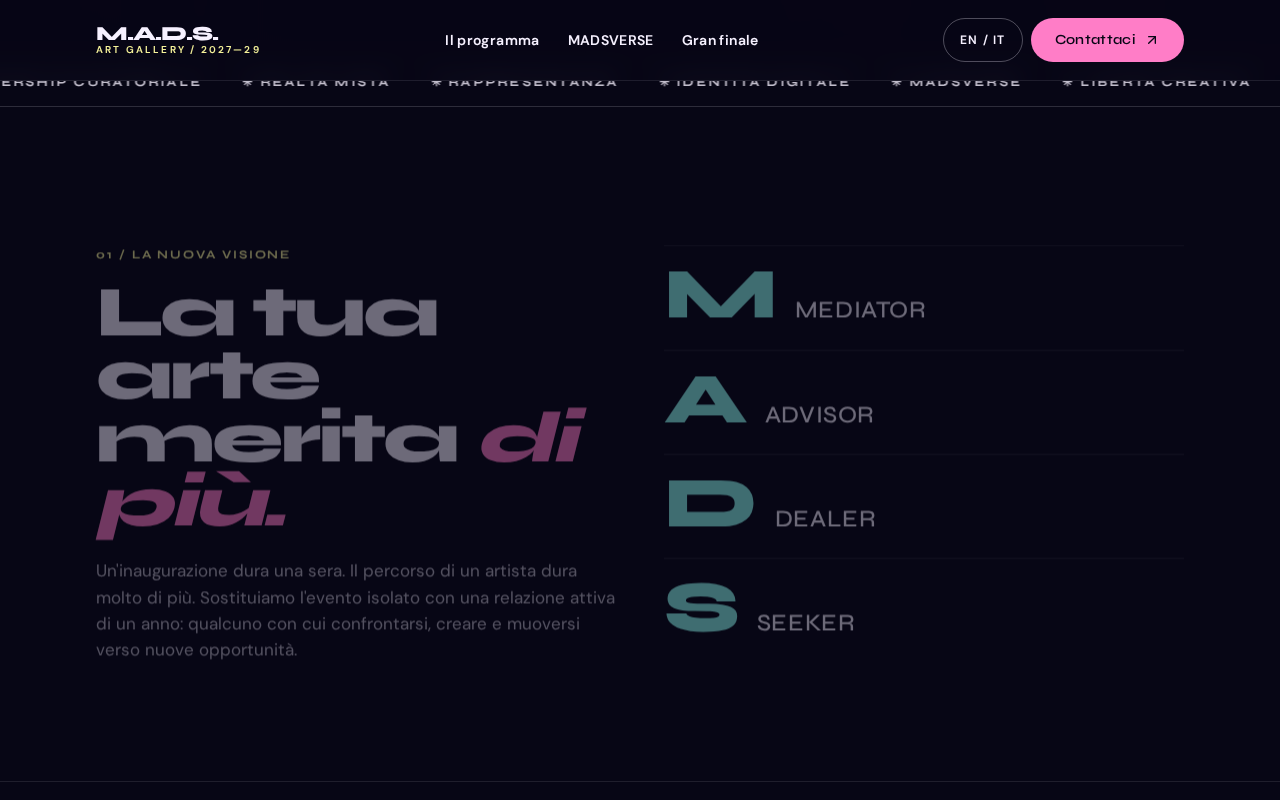 M.A.D.S.
ART GALLERY / 2027—29
Il programma
MADSVERSE
Gran finale
EN / IT
Contattaci
ERSHIP CURATORIALE ✷ REALTÀ MISTA ✷ RAPPRESENTANZA ✷ IDENTITÀ DIGITALE ✷ MADSVERSE ✷ LIBERTÀ CREATIVA
01 / LA NUOVA VISIONE
La tua
arte
merita di
più.
Un'inaugurazione dura una sera. Il percorso di un artista dura
molto di più. Sostituiamo l'evento isolato con una relazione attiva
di un anno: qualcuno con cui confrontarsi, creare e muoversi
verso nuove opportunità.
M MEDIATOR
A ADVISOR
D DEALER
S SEEKER